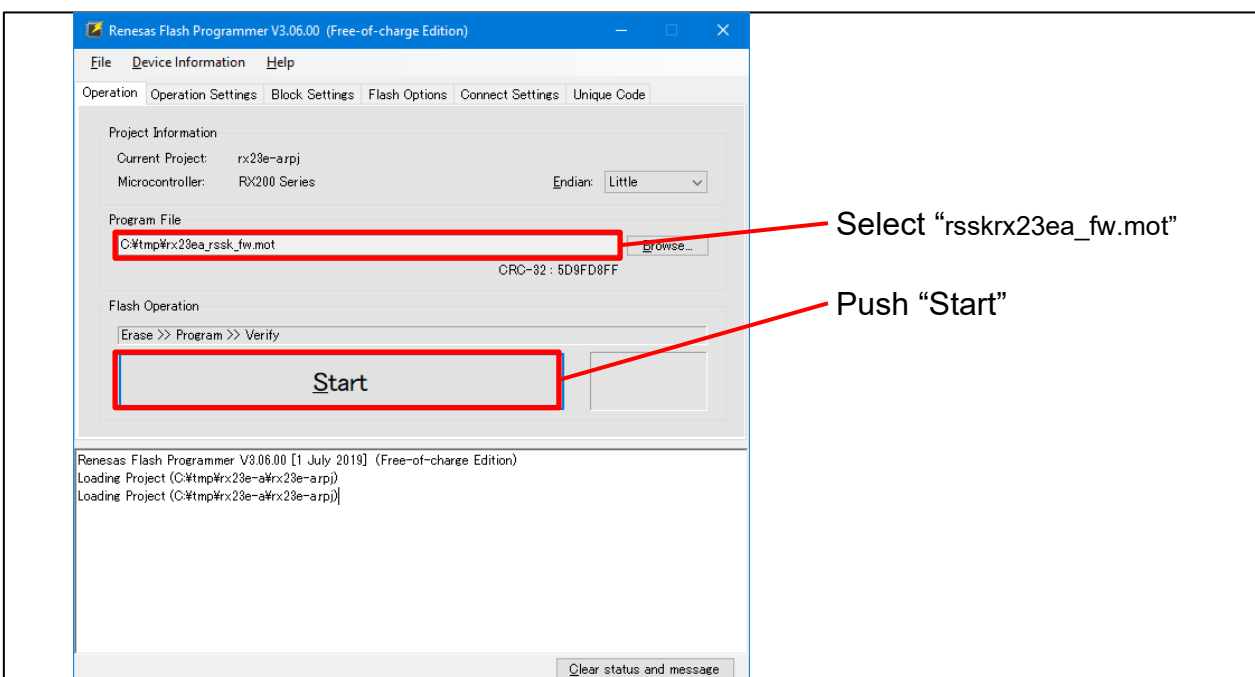 Renesas Flash Programmer V3.06.00 (Free-of-charge Edition)
File Device Information Help
Operation Operation Settings Block Settings Flash Options Connect Settings Unique Code
Project Information
Current Project: rx23e-a.rpj
Microcontroller: RX200 Series Endian: Little
Program File
C:¥tmp¥rx23ea_rssk_fw.mot Browse...
CRC-32 : 5D9FD8FF
Select “rsskrx23ea_fw.mot”
Flash Operation
Push “Start”
Erase >> Program >> Verify
Start
Renesas Flash Programmer V3.06.00 [1 July 2019] (Free-of-charge Edition)
Loading Project (C:¥tmp¥rx23e-a¥rx23e-a.rpj)
Loading Project (C:¥tmp¥rx23e-a¥rx23e-a.rpj)
Clear status and message